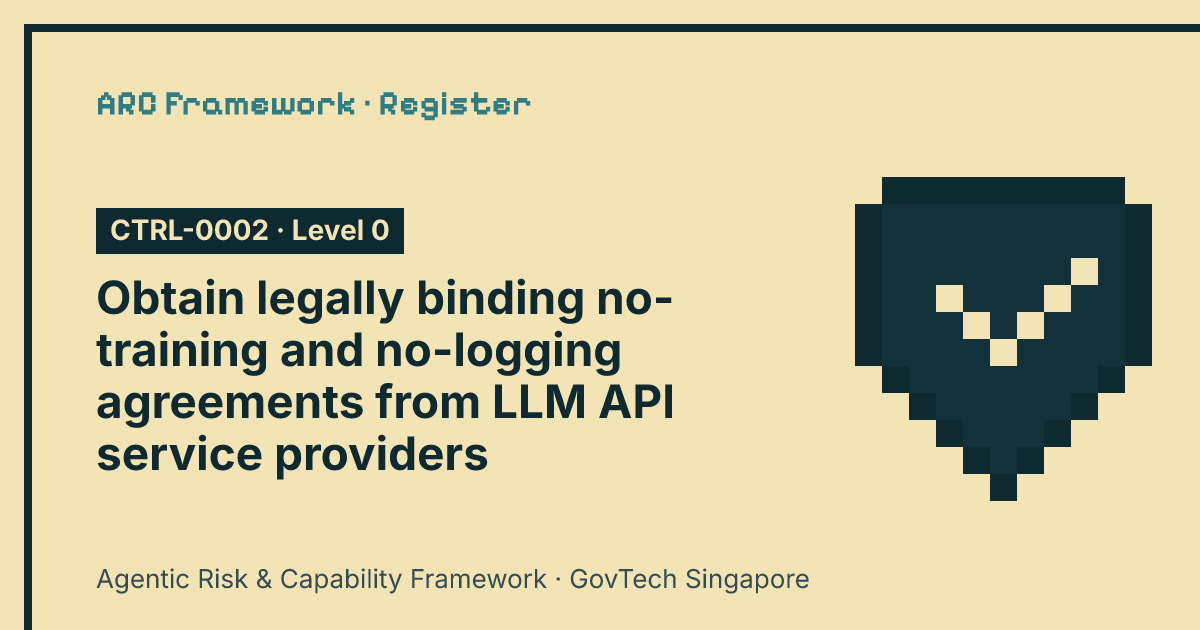 ARC Framework · Register
CTRL-0002 · Level 0
Obtain legally binding no-
training and no-logging
agreements from LLM API
service providers
Agentic Risk & Capability Framework · GovTech Singapore